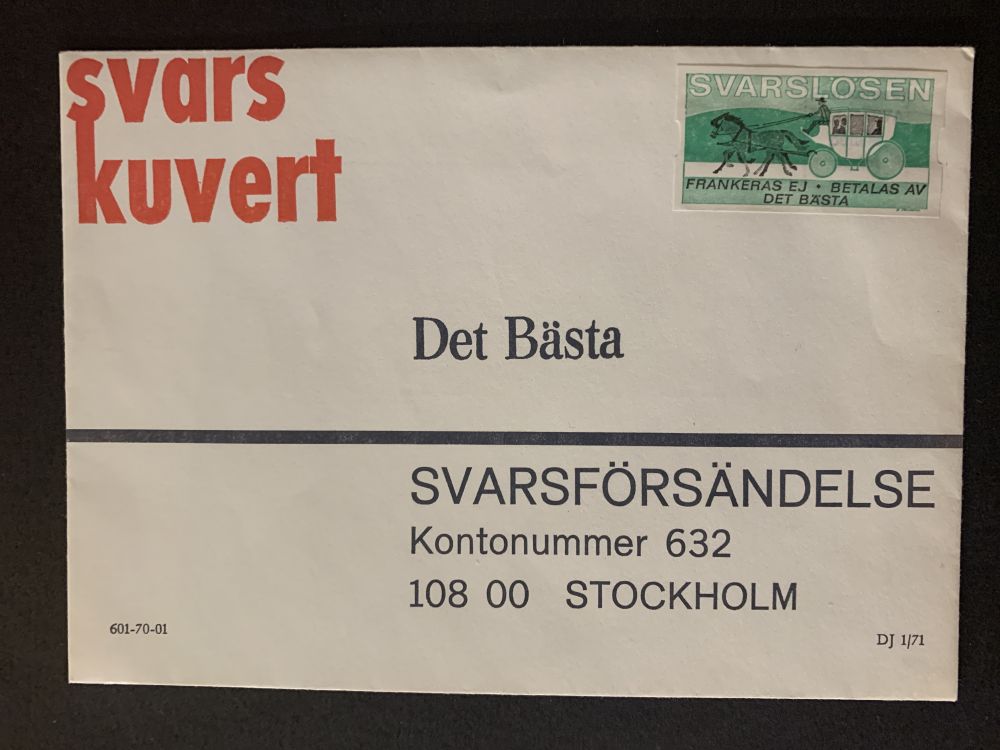 svars
kuvert
SVARSLÖSEN
FRANKERAS EJ • BETALAS AV
DET BÄSTA
Det Bästa
SVARSFÖRSÄNDELSE
Kontonummer 632
108 00 STOCKHOLM
601-70-01
DJ 1/71